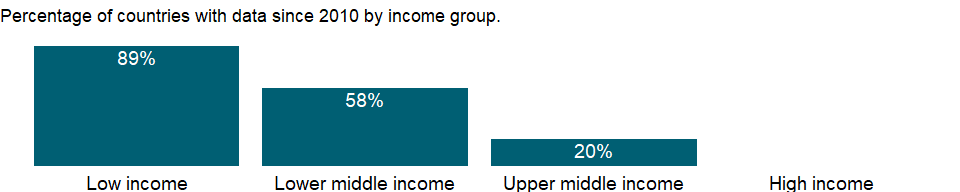 Percentage of countries with data since 2010 by income group.
89%
58%
20%
Low income
Lower middle income
Upper middle income
High income